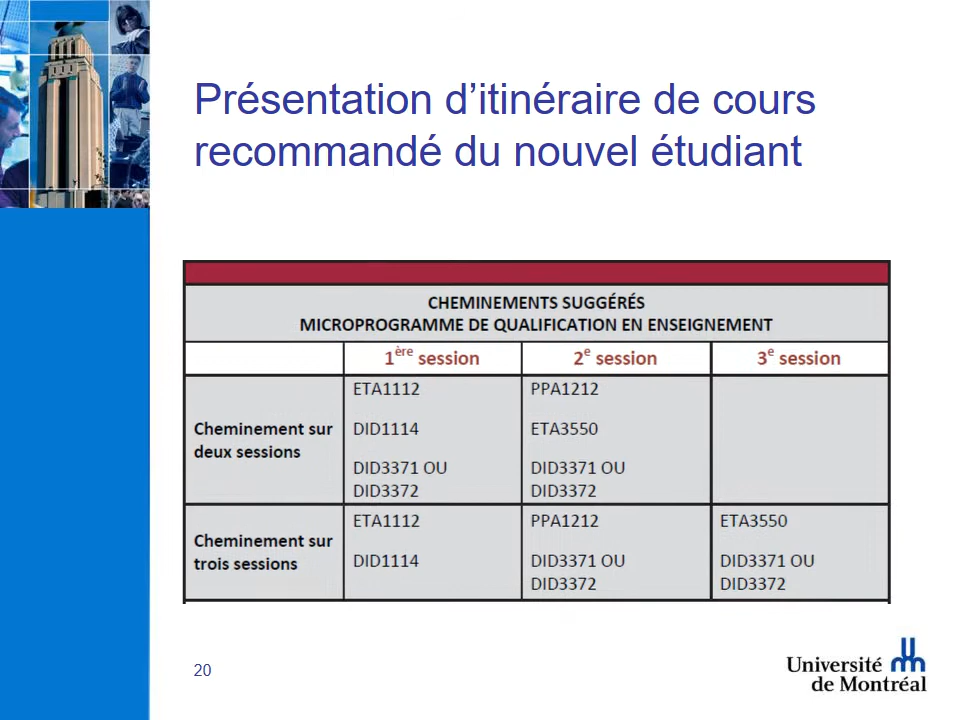 Présentation d’itinéraire de cours
recommandé du nouvel étudiant
CHEMINEMENTS SUGGÉRÉS
MICROPROGRAMME DE QUALIFICATION EN ENSEIGNEMENT
1ère session
2e session
3e session
Cheminement sur
deux sessions
ETA1112
DID1114
DID3371 OU
DID3372
PPA1212
ETA3550
DID3371 OU
DID3372
Cheminement sur
trois sessions
ETA1112
DID1114
PPA1212
DID3371 OU
DID3372
ETA3550
DID3371 OU
DID3372
20
Université
de Montréal